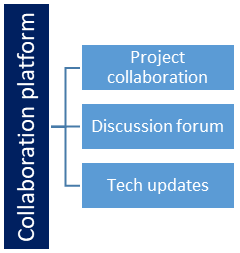 Collaboration platform
Project
collaboration
Discussion forum
Tech updates